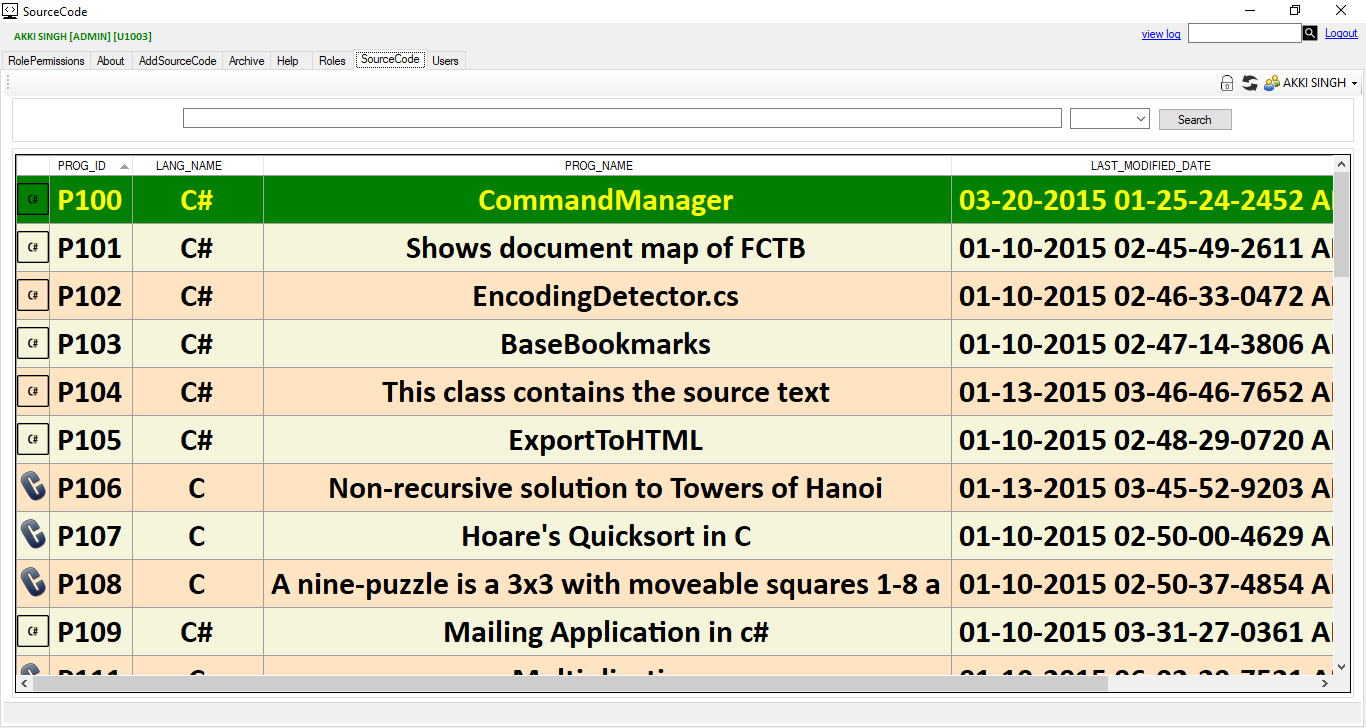 SourceCode
AKKI SINGH [ADMIN] [U1003]
view log
Logout
RolePermissions About AddSourceCode Archive Help Roles SourceCode Users
AKKI SINGH
Search
PROG_ID LANG_NAME PROG_NAME LAST_MODIFIED_DATE
C# P100 C# CommandManager 03-20-2015 01-25-24-2452 A
C# P101 C# Shows document map of FCTB 01-10-2015 02-45-49-2611 A
C# P102 C# EncodingDetector.cs 01-10-2015 02-46-33-0472 A
C# P103 C# BaseBookmarks 01-10-2015 02-47-14-3806 A
C# P104 C# This class contains the source text 01-13-2015 03-46-46-7652 A
C# P105 C# ExportToHTML 01-10-2015 02-48-29-0720 A
C P106 C Non-recursive solution to Towers of Hanoi 01-13-2015 03-45-52-9203 A
C P107 C Hoare's Quicksort in C 01-10-2015 02-50-00-4629 A
C P108 C A nine-puzzle is a 3x3 with moveable squares 1-8 a 01-10-2015 02-50-37-4854 A
C# P109 C# Mailing Application in c# 01-10-2015 03-31-27-0361 A
P111 C